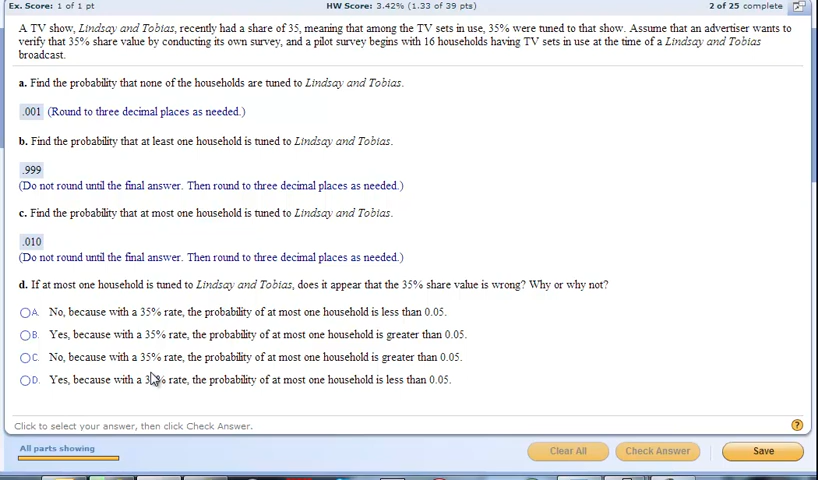 Ex. Score: 1 of 1 pt HW Score: 3.42% (1.33 of 39 pts) 2 of 25 complete
A TV show, Lindsay and Tobias, recently had a share of 35, meaning that among the TV sets in use, 35% were tuned to that show. Assume that an advertiser wants to
verify that 35% share value by conducting its own survey, and a pilot survey begins with 16 households having TV sets in use at the time of a Lindsay and Tobias
broadcast.
a. Find the probability that none of the households are tuned to Lindsay and Tobias.
.001 (Round to three decimal places as needed.)
b. Find the probability that at least one household is tuned to Lindsay and Tobias.
.999
(Do not round until the final answer. Then round to three decimal places as needed.)
c. Find the probability that at most one household is tuned to Lindsay and Tobias.
.010
(Do not round until the final answer. Then round to three decimal places as needed.)
d. If at most one household is tuned to Lindsay and Tobias, does it appear that the 35% share value is wrong? Why or why not?
A. No, because with a 35% rate, the probability of at most one household is less than 0.05.
B. Yes, because with a 35% rate, the probability of at most one household is greater than 0.05.
C. No, because with a 35% rate, the probability of at most one household is greater than 0.05.
D. Yes, because with a 35% rate, the probability of at most one household is less than 0.05.
Click to select your answer, then click Check Answer.
?
All parts showing
Clear All Check Answer Save